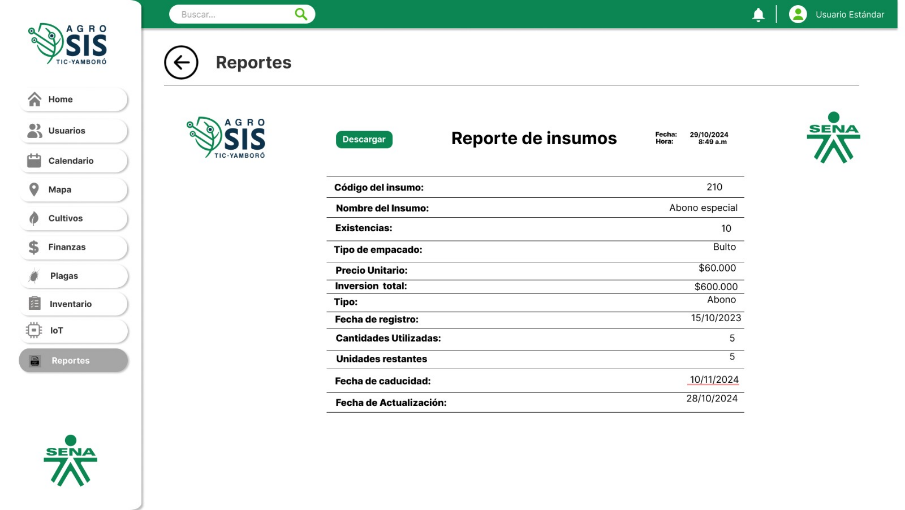 AGRO
SIS
TIC-YAMBORÓ
Buscar...
Usuario Estándar
Reportes
Home
Usuarios
Calendario
Mapa
Cultivos
Finanzas
Plagas
Inventario
IoT
Reportes
SENA
AGRO
SIS
TIC-YAMBORÓ
Descargar
Reporte de insumos
Fecha: 29/10/2024
Hora: 8:49 a.m
SENA
Código del insumo: 210
Nombre del Insumo: Abono especial
Existencias: 10
Tipo de empacado: Bulto
Precio Unitario: $60.000
Inversion total: $600.000
Tipo: Abono
Fecha de registro: 15/10/2023
Cantidades Utilizadas: 5
Unidades restantes 5
Fecha de caducidad: 10/11/2024
Fecha de Actualización: 28/10/2024